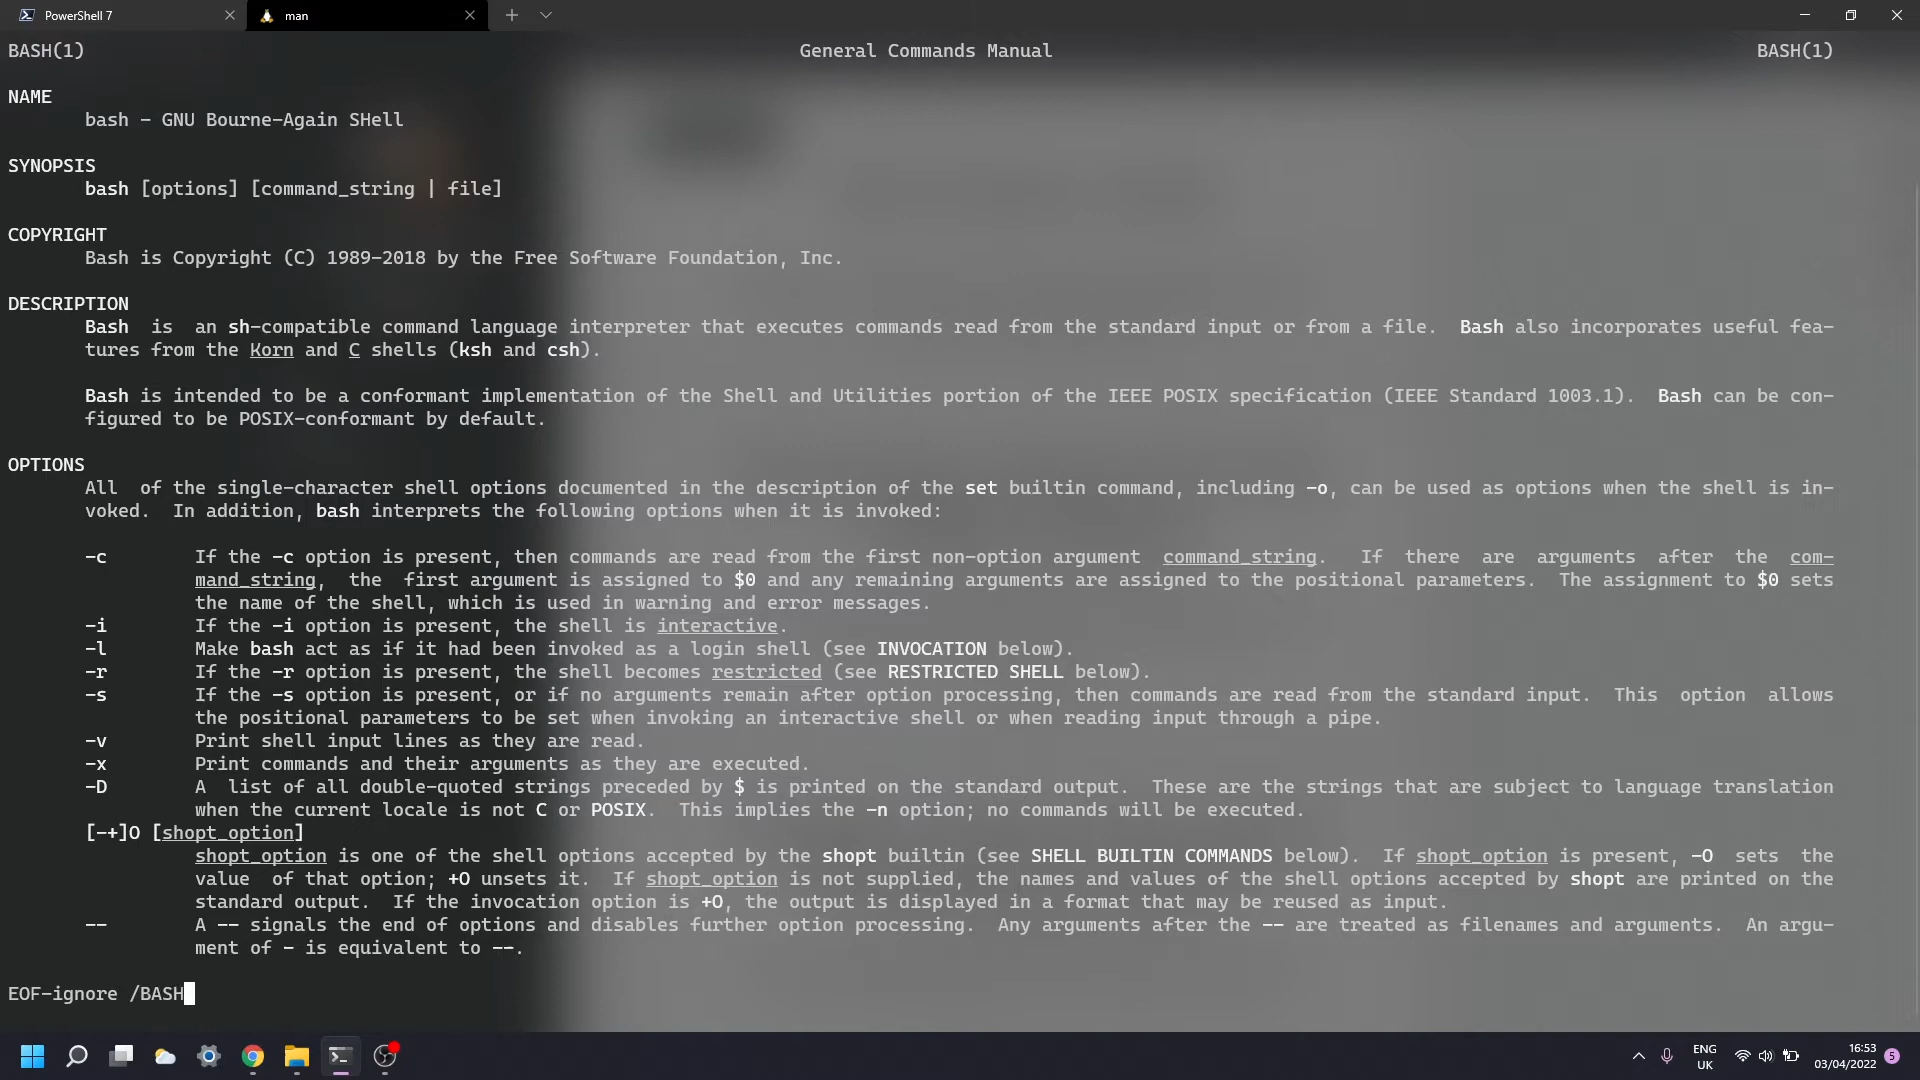 PowerShell 7
man
BASH(1) General Commands Manual BASH(1)
NAME
bash - GNU Bourne-Again SHell
SYNOPSIS
bash [options] [command_string | file]
COPYRIGHT
Bash is Copyright (C) 1989-2018 by the Free Software Foundation, Inc.
DESCRIPTION
Bash is an sh-compatible command language interpreter that executes commands read from the standard input or from a file. Bash also incorporates useful fea-
tures from the Korn and C shells (ksh and csh).
Bash is intended to be a conformant implementation of the Shell and Utilities portion of the IEEE POSIX specification (IEEE Standard 1003.1). Bash can be con-
figured to be POSIX-conformant by default.
OPTIONS
All of the single-character shell options documented in the description of the set builtin command, including -o, can be used as options when the shell is in-
voked. In addition, bash interprets the following options when it is invoked:
-c If the -c option is present, then commands are read from the first non-option argument command_string. If there are arguments after the com-
mand_string, the first argument is assigned to $0 and any remaining arguments are assigned to the positional parameters. The assignment to $0 sets
the name of the shell, which is used in warning and error messages.
-i If the -i option is present, the shell is interactive.
-l Make bash act as if it had been invoked as a login shell (see INVOCATION below).
-r If the -r option is present, the shell becomes restricted (see RESTRICTED SHELL below).
-s If the -s option is present, or if no arguments remain after option processing, then commands are read from the standard input. This option allows
the positional parameters to be set when invoking an interactive shell or when reading input through a pipe.
-v Print shell input lines as they are read.
-x Print commands and their arguments as they are executed.
-D A list of all double-quoted strings preceded by $ is printed on the standard output. These are the strings that are subject to language translation
when the current locale is not C or POSIX. This implies the -n option; no commands will be executed.
[-+]O [shopt_option]
shopt_option is one of the shell options accepted by the shopt builtin (see SHELL BUILTIN COMMANDS below). If shopt_option is present, -O sets the
value of that option; +O unsets it. If shopt_option is not supplied, the names and values of the shell options accepted by shopt are printed on the
standard output. If the invocation option is +O, the output is displayed in a format that may be reused as input.
-- A -- signals the end of options and disables further option processing. Any arguments after the -- are treated as filenames and arguments. An argu-
ment of - is equivalent to --.
EOF-ignore /BASH
ENG
UK
16:53
03/04/2022
5